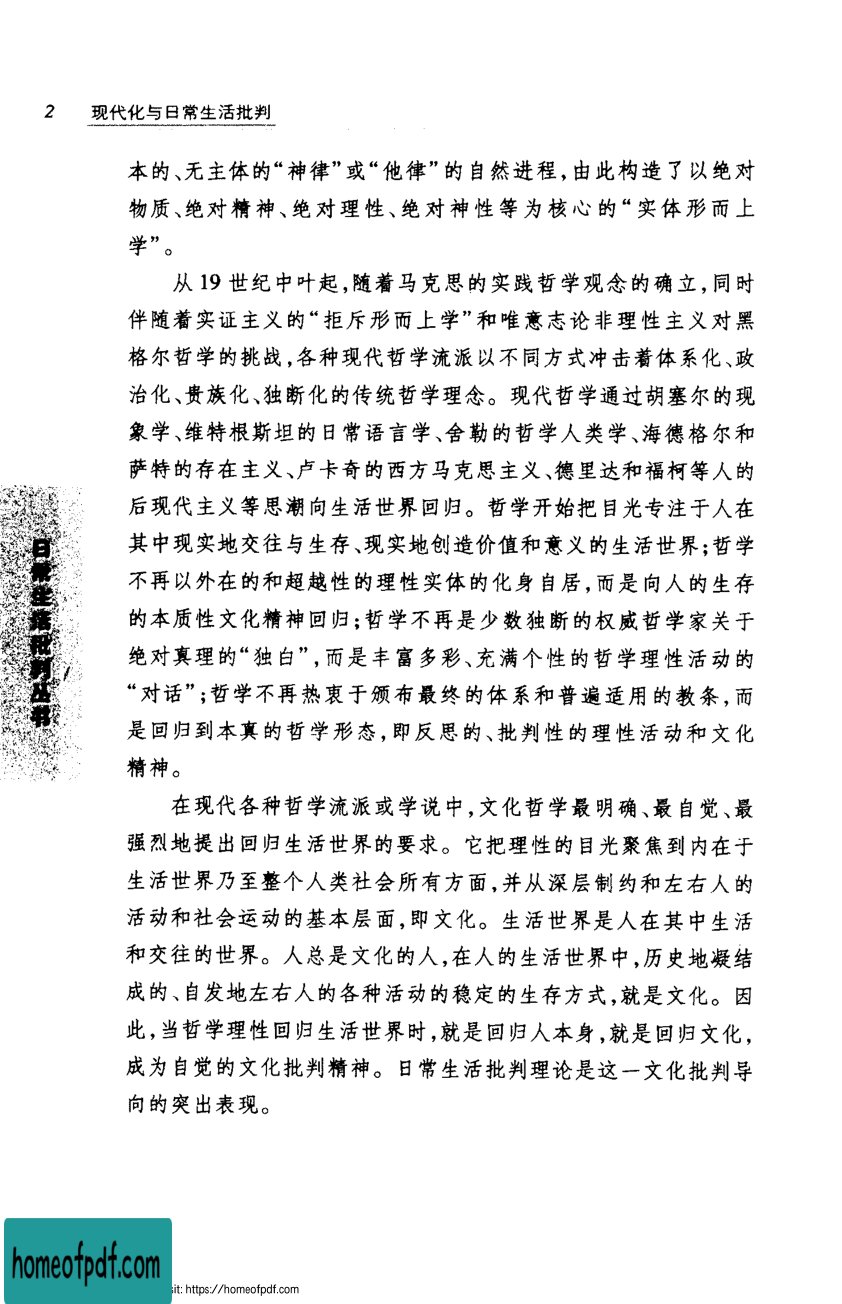 2 现代化与日常生活批判
本的、无主体的“神律”或“他律”的自然进程,由此构造了以绝对
物质、绝对精神、绝对理性、绝对神性等为核心的“实体形而上
学”。
从 19 世纪中叶起,随着马克思的实践哲学观念的确立,同时
伴随着实证主义的“拒斥形而上学”和唯意志论非理性主义对黑
格尔哲学的挑战,各种现代哲学流派以不同方式冲击着体系化、政
治化、贵族化、独断化的传统哲学理念。现代哲学通过胡塞尔的现
象学、维特根斯坦的日常语言学、舍勒的哲学人类学、海德格尔和
萨特的存在主义、卢卡奇的西方马克思主义、德里达和福柯等人的
后现代主义等思潮向生活世界回归。哲学开始把目光专注于人在
其中现实地交往与生存、现实地创造价值和意义的生活世界;哲学
不再以外在的和超越性的理性实体的化身自居,而是向人的生存
的本质性文化精神回归;哲学不再是少数独断的权威哲学家关于
绝对真理的“独白”,而是丰富多彩、充满个性的哲学理性活动的
“对话”;哲学不再热衷于颁布最终的体系和普遍适用的教条,而
是回归到本真的哲学形态,即反思的、批判性的理性活动和文化
精神。
在现代各种哲学流派或学说中,文化哲学最明确、最自觉、最
强烈地提出回归生活世界的要求。它把理性的目光聚焦到内在于
生活世界乃至整个人类社会所有方面,并从深层制约和左右人的
活动和社会运动的基本层面,即文化。生活世界是人在其中生活
和交往的世界。人总是文化的人,在人的生活世界中,历史地凝结
成的、自发地左右人的各种活动的稳定的生存方式,就是文化。因
此,当哲学理性回归生活世界时,就是回归人本身,就是回归文化,
成为自觉的文化批判精神。日常生活批判理论是这一文化批判导
向的突出表现。
日常生活批判丛书
homeofpdf.com
sit: https://homeofpdf.com